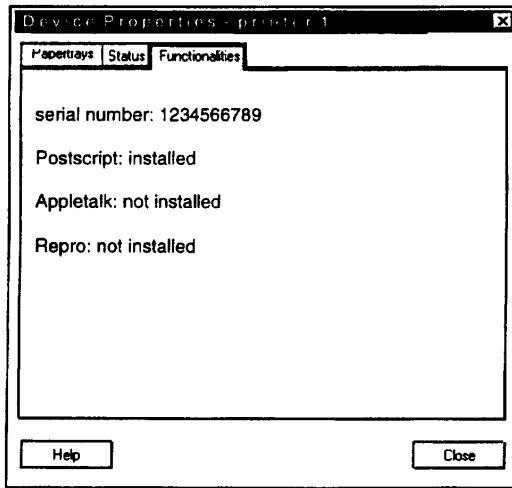 Device Properties - printer 1
Papertrays Status Functionalities
serial number: 1234566789
Postscript: installed
Appletalk: not installed
Repro: not installed
Help Close